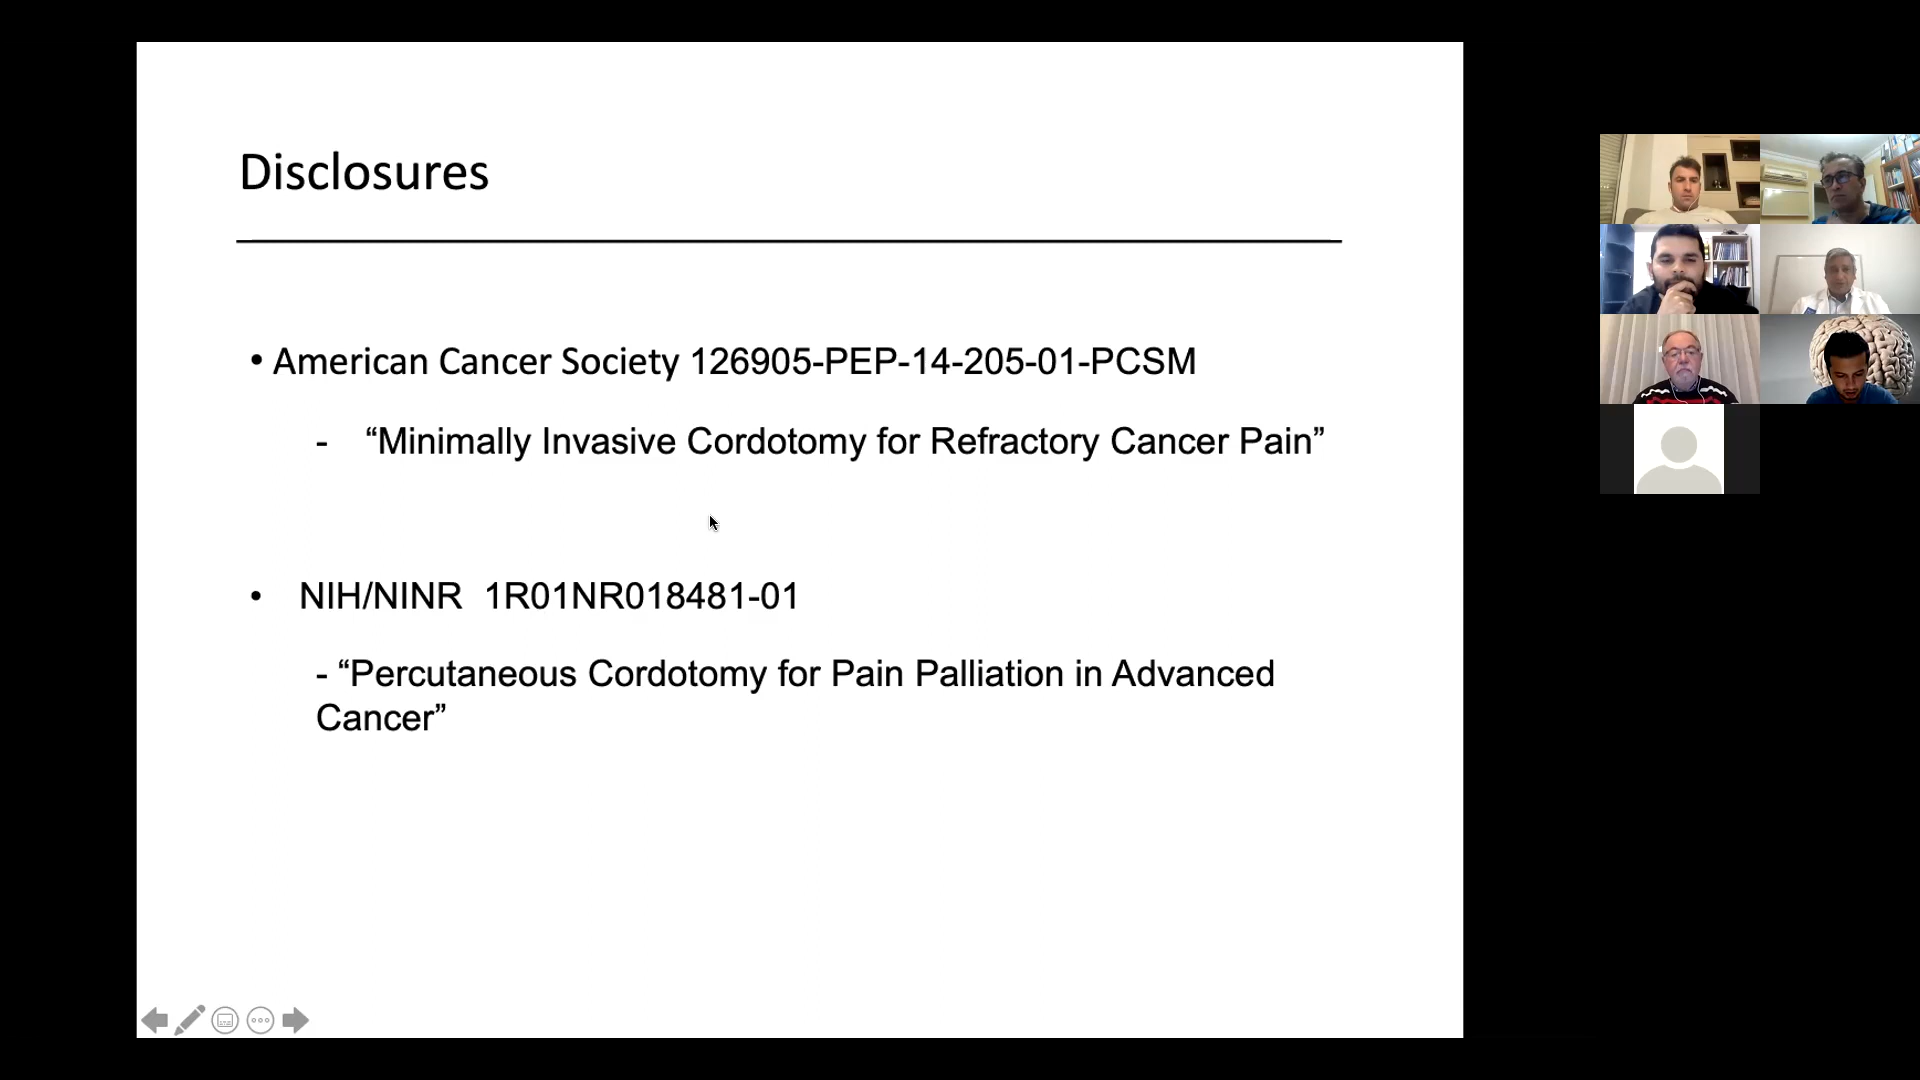 Disclosures
• American Cancer Society 126905-PEP-14-205-01-PCSM
- “Minimally Invasive Cordotomy for Refractory Cancer Pain”
• NIH/NINR 1R01NR018481-01
- “Percutaneous Cordotomy for Pain Palliation in Advanced
Cancer”